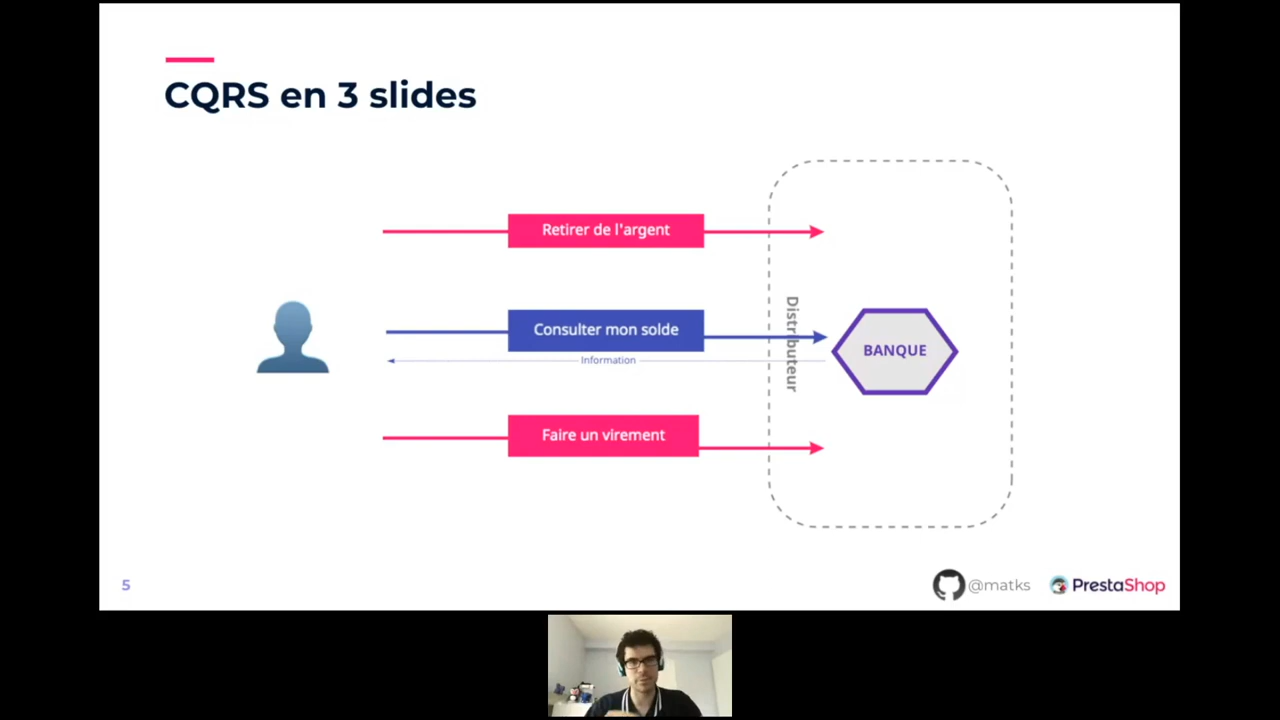 CQRS en 3 slides
Retirer de l'argent
Consulter mon solde
Information
Distributeur
BANQUE
Faire un virement
5
@matks
PrestaShop